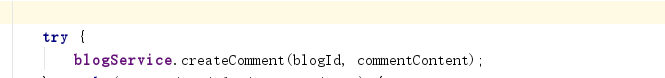 try {
blogService.createComment(blogId, commentContent);